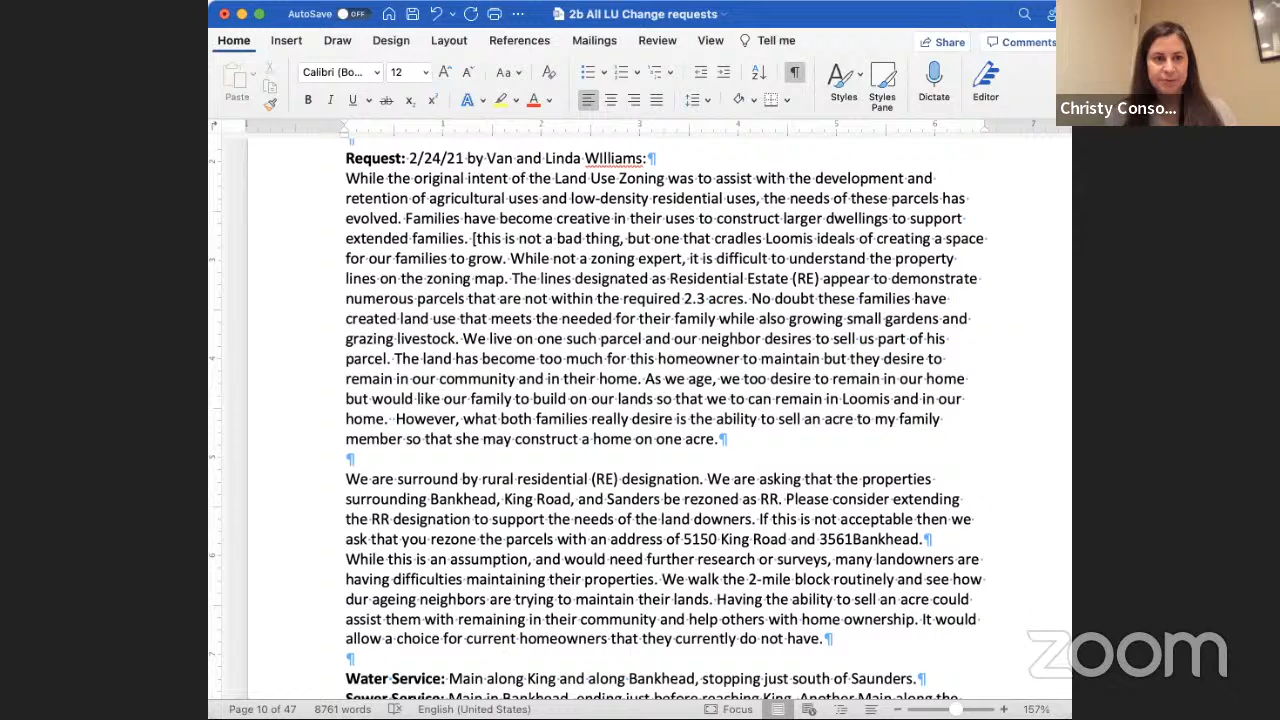 AutoSave OFF 2b All LU Change requests
Home Insert Draw Design Layout References Mailings Review View Tell me Share Comments
Paste Calibri (Bo... 12 Styles Styles Pane Dictate Editor
Christy Conso...
Request: 2/24/21 by Van and Linda WIlliams:
While the original intent of the Land Use Zoning was to assist with the development and
retention of agricultural uses and low-density residential uses, the needs of these parcels has
evolved. Families have become creative in their uses to construct larger dwellings to support
extended families. [this is not a bad thing, but one that cradles Loomis ideals of creating a space
for our families to grow. While not a zoning expert, it is difficult to understand the property
lines on the zoning map. The lines designated as Residential Estate (RE) appear to demonstrate
numerous parcels that are not within the required 2.3 acres. No doubt these families have
created land use that meets the needed for their family while also growing small gardens and
grazing livestock. We live on one such parcel and our neighbor desires to sell us part of his
parcel. The land has become too much for this homeowner to maintain but they desire to
remain in our community and in their home. As we age, we too desire to remain in our home
but would like our family to build on our lands so that we to can remain in Loomis and in our
home. However, what both families really desire is the ability to sell an acre to my family
member so that she may construct a home on one acre.¶
¶
We are surround by rural residential (RE) designation. We are asking that the properties
surrounding Bankhead, King Road, and Sanders be rezoned as RR. Please consider extending
the RR designation to support the needs of the land downers. If this is not acceptable then we
ask that you rezone the parcels with an address of 5150 King Road and 3561Bankhead.¶
While this is an assumption, and would need further research or surveys, many landowners are
having difficulties maintaining their properties. We walk the 2-mile block routinely and see how
dur ageing neighbors are trying to maintain their lands. Having the ability to sell an acre could
assist them with remaining in their community and help others with home ownership. It would
allow a choice for current homeowners that they currently do not have.¶
¶
Water Service: Main along King and along Bankhead, stopping just south of Saunders.¶
Sewer Service: Main in Bankhead, ending just before reaching King. Another Main along the
zoom
Page 10 of 47 8761 words English (United States) Focus 157%